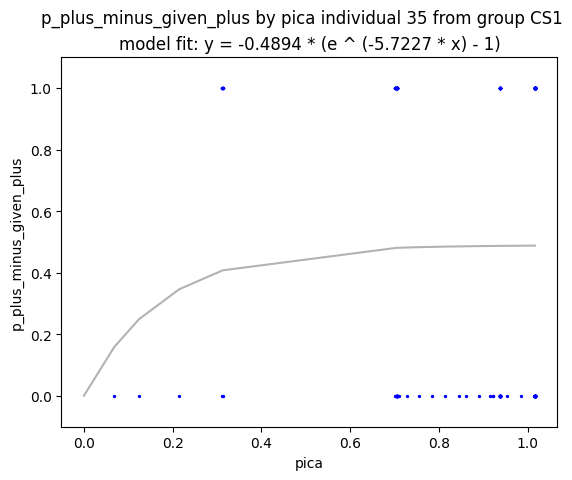 p_plus_minus_given_plus by pica individual 35 from group CS1
model fit: y = -0.4894 * (e ^ (-5.7227 * x) - 1)
1.0
0.8
0.6
0.4
0.2
0.0
p_plus_minus_given_plus
0.0 0.2 0.4 0.6 0.8 1.0
pica